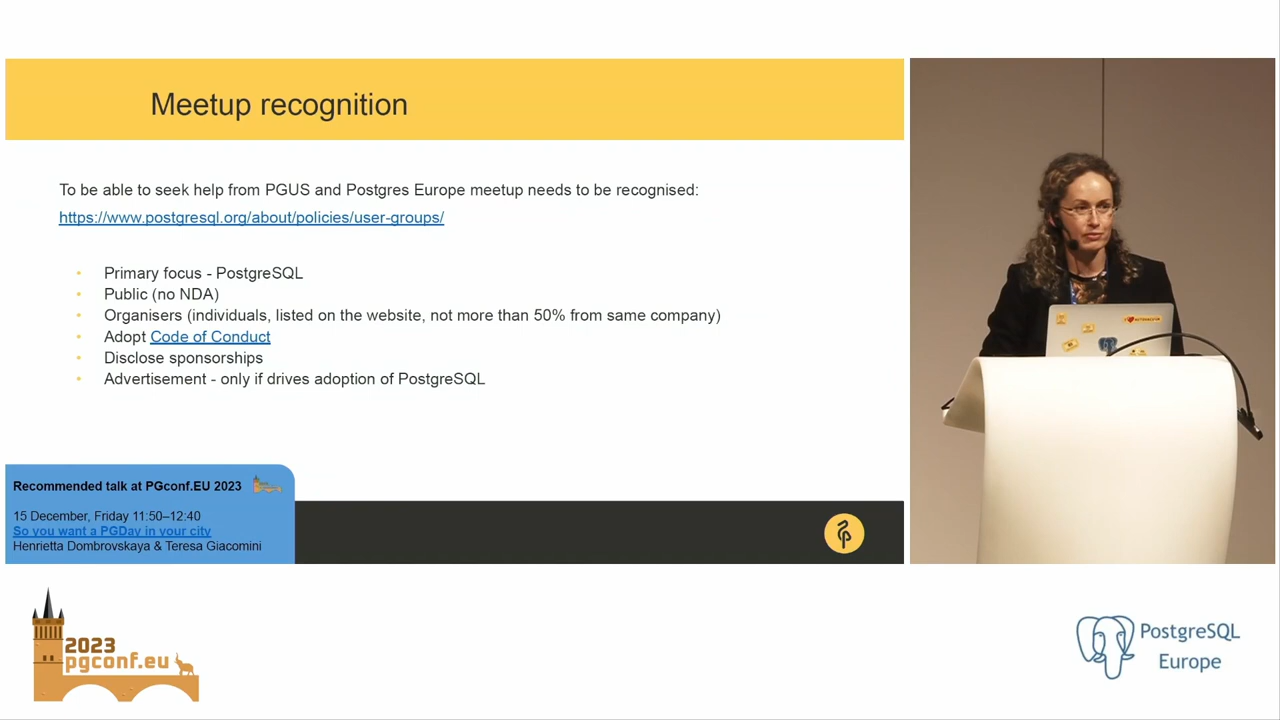 Meetup recognition
To be able to seek help from PGUS and Postgres Europe meetup needs to be recognised:
https://www.postgresql.org/about/policies/user-groups/
• Primary focus - PostgreSQL
• Public (no NDA)
• Organisers (individuals, listed on the website, not more than 50% from same company)
• Adopt Code of Conduct
• Disclose sponsorships
• Advertisement - only if drives adoption of PostgreSQL
Recommended talk at PGconf.EU 2023
15 December, Friday 11:50–12:40
So you want a PGDay in your city
Henrietta Dombrovskaya & Teresa Giacomini
2023
pgconf.eu
PostgreSQL
Europe